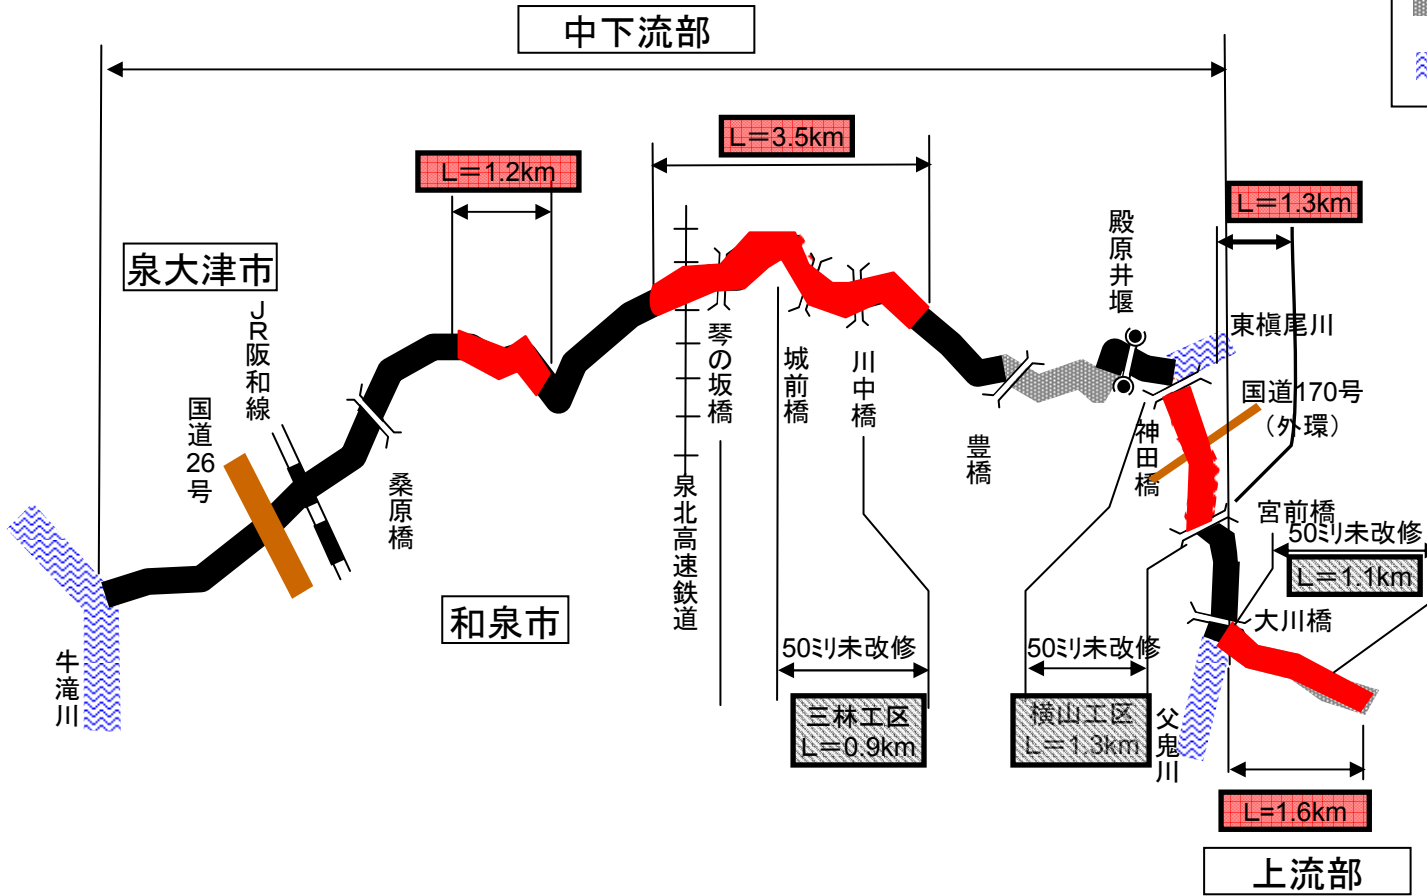 中下流部
L＝3.5km
L＝1.2km
L＝1.3km
泉大津市
殿原井堰
JR阪和線
東槇尾川
琴の坂橋
城前橋
川中橋
国道170号
（外環）
国道26号
神田橋
豊橋
桑原橋
泉北高速鉄道
宮前橋
50ミリ未改修
L＝1.1km
和泉市
大川橋
50ミリ未改修
50ミリ未改修
牛滝川
三林工区
L＝0.9km
横山工区
L＝1.3km
父鬼川
L=1.6km
上流部